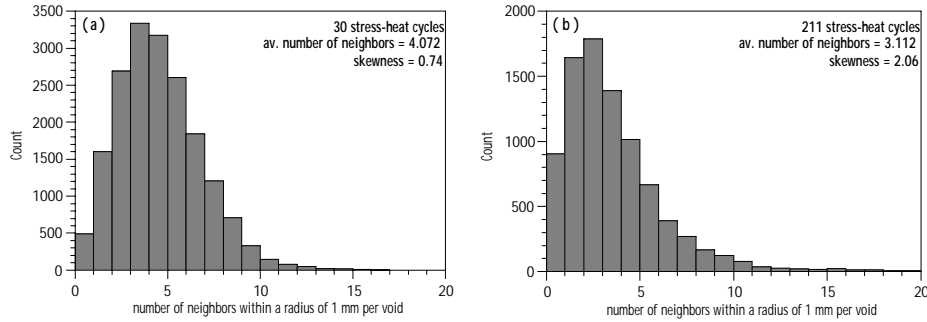 (a)
30 stress-heat cycles
av. number of neighbors = 4.072
skewness = 0.74
3500
3000
2500
2000
1500
1000
500
0
Count
0 5 10 15 20
number of neighbors within a radius of 1 mm per void
(b)
211 stress-heat cycles
av. number of neighbors = 3.112
skewness = 2.06
2000
1500
1000
500
0
Count
0 5 10 15 20
number of neighbors within a radius of 1 mm per void